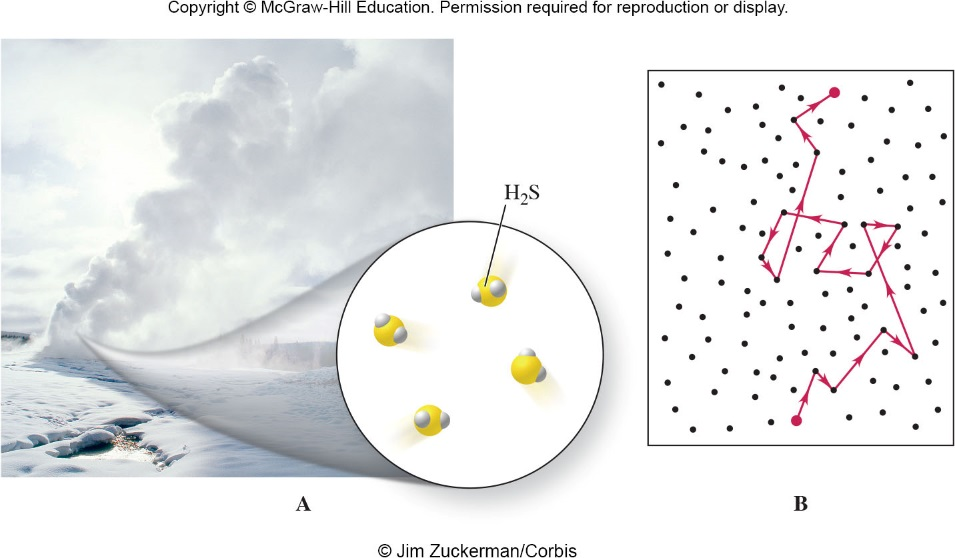 Copyright © McGraw-Hill Education. Permission required for reproduction or display.
H₂S
A
B
© Jim Zuckerman/Corbis